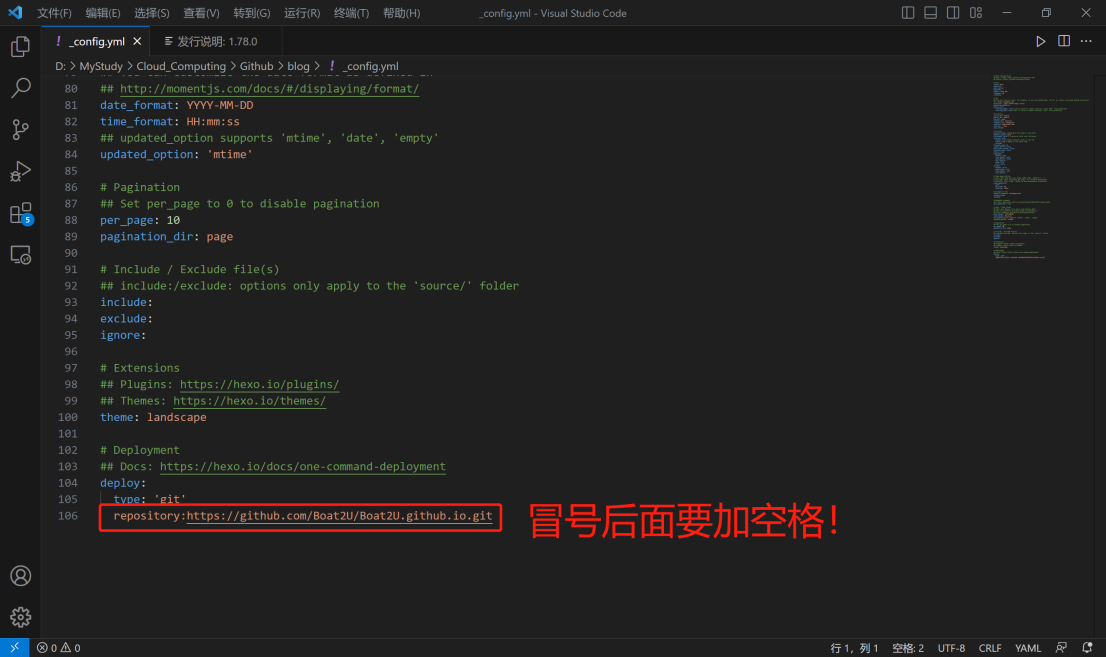 文件(F) 编辑(E) 选择(S) 查看(V) 转到(G) 运行(R) 终端(T) 帮助(H) _config.yml - Visual Studio Code
! _config.yml 发行说明: 1.78.0
D: > MyStudy > Cloud_Computing > Github > blog > ! _config.yml
80 ## http://momentjs.com/docs/#/displaying/format/
81 date_format: YYYY-MM-DD
82 time_format: HH:mm:ss
83 ## updated_option supports 'mtime', 'date', 'empty'
84 updated_option: 'mtime'
85
86 # Pagination
87 ## Set per_page to 0 to disable pagination
88 per_page: 10
89 pagination_dir: page
90
91 # Include / Exclude file(s)
92 ## include:/exclude: options only apply to the 'source/' folder
93 include:
94 exclude:
95 ignore:
96
97 # Extensions
98 ## Plugins: https://hexo.io/plugins/
99 ## Themes: https://hexo.io/themes/
100 theme: landscape
101
102 # Deployment
103 ## Docs: https://hexo.io/docs/one-command-deployment
104 deploy:
105 type: 'git'
106 repository:https://github.com/Boat2U/Boat2U.github.io.git
冒号后面要加空格！
5
0 0 行 1，列 1 空格: 2 UTF-8 CRLF YAML